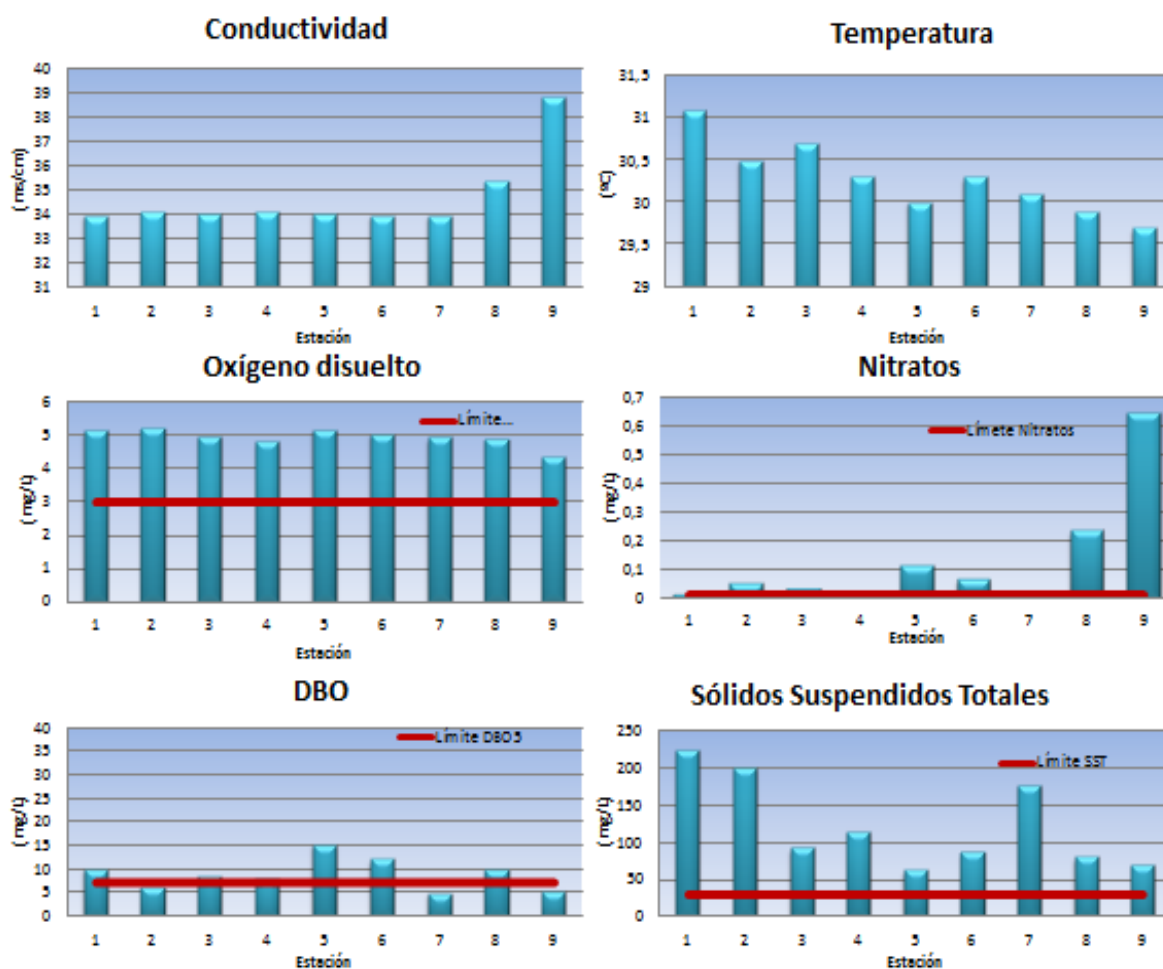 Conductividad
(ms/cm)
40
39
38
37
36
35
34
33
32
31
1 2 3 4 5 6 7 8 9
Estación
Temperatura
(ºC)
31,5
31
30,5
30
29,5
29
1 2 3 4 5 6 7 8 9
Estación
Oxígeno disuelto
(mg/L)
6
5
4
3
2
1
0
Límite...
1 2 3 4 5 6 7 8 9
Estación
Nitratos
(mg/L)
0,7
0,6
0,5
0,4
0,3
0,2
0,1
0
Límete Nitratos
1 2 3 4 5 6 7 8 9
Estación
DBO
(mg/L)
40
35
30
25
20
15
10
5
0
Límite DBO5
1 2 3 4 5 6 7 8 9
Estación
Sólidos Suspendidos Totales
(mg/L)
250
200
150
100
50
0
Límite SST
1 2 3 4 5 6 7 8 9
Estación